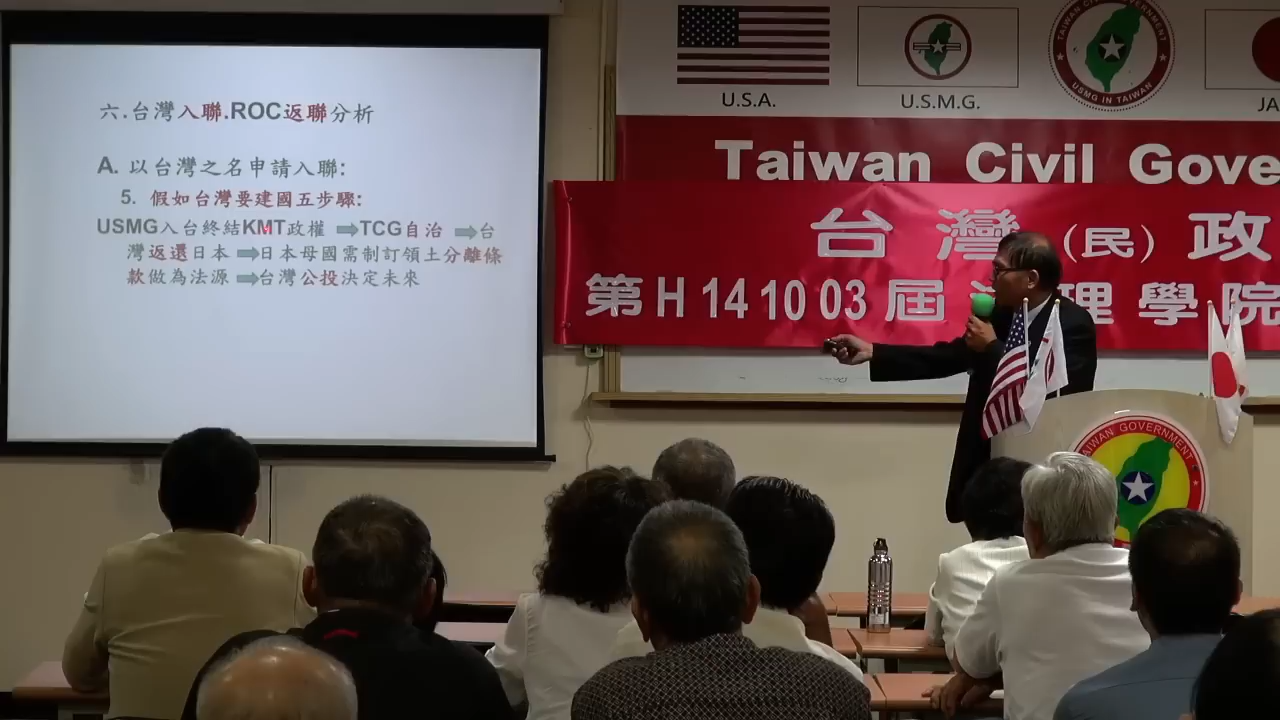 六.台灣入聯.ROC返聯分析
A. 以台灣之名申請入聯:
5. 假如台灣要建國五步驟:
USMG入台終結KMT政權 ➡TCG自治 ➡台
灣返還日本 ➡日本母國需制訂領土分離條
款做為法源 ➡台灣公投決定未來
U.S.A.
U.S.M.G.
TAIWAN CIVIL GOVERNMENT
USMG IN TAIWAN
JA
Taiwan Civil Gove
台灣(民)政
第H 14 10 03 屆 理學院
TAIWAN GOVERNMENT